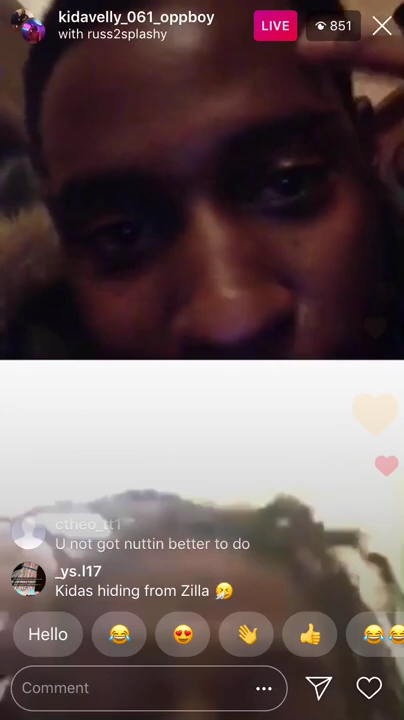 kidavelly_061_oppboy
with russ2splashy
LIVE
851
ctheo_tt1
U not got nuttin better to do
_ys.l17
Kidas hiding from Zilla 🤧
Hello 😂 😍 👋 👍 😂😂
Comment